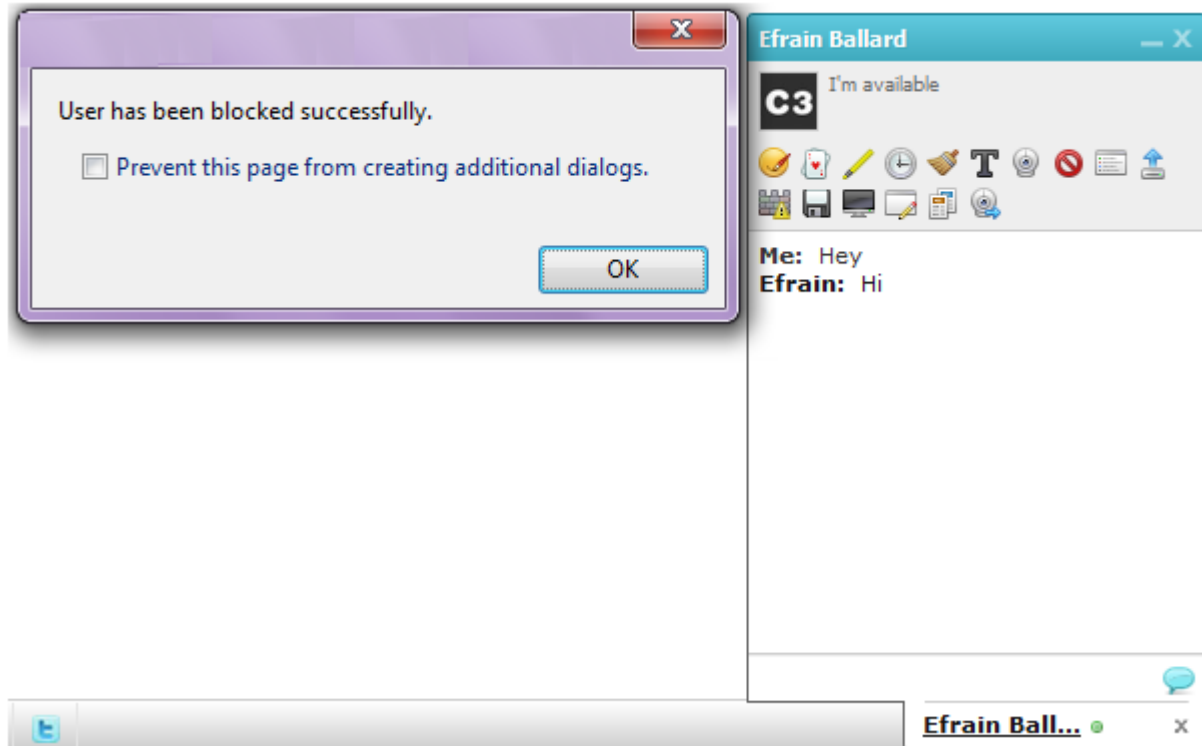 User has been blocked successfully.
Prevent this page from creating additional dialogs.
OK
Efrain Ballard
C3
I'm available
T
Me: Hey
Efrain: Hi
Efrain Ball...